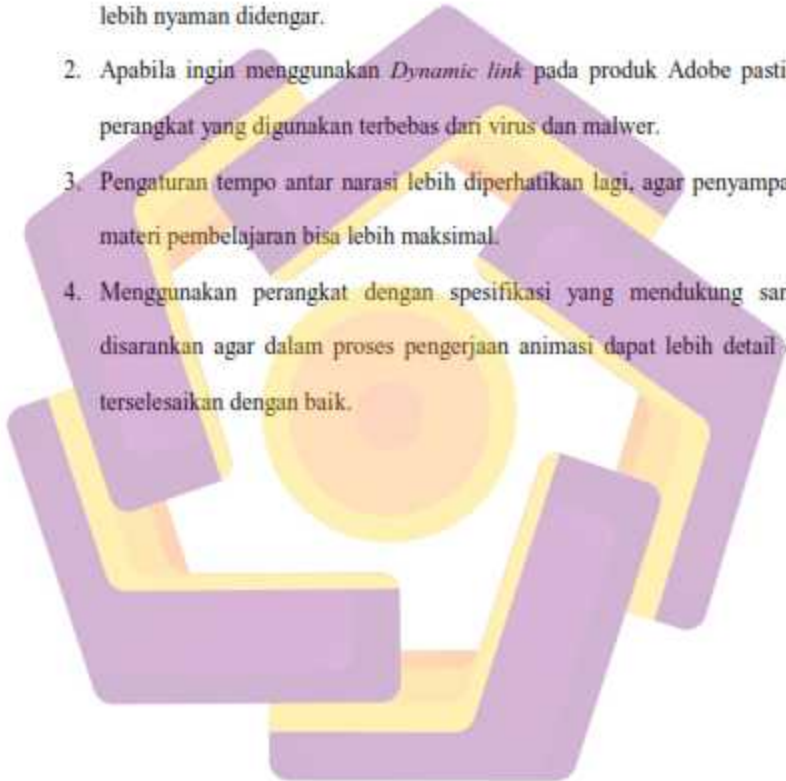 lebih nyaman didengar.
2. Apabila ingin menggunakan Dynamic link pada produk Adobe pasti
perangkat yang digunakan terbebas dari virus dan malwer.
3. Pengaturan tempo antar narasi lebih diperhatikan lagi, agar penyampa
materi pembelajaran bisa lebih maksimal.
4. Menggunakan perangkat dengan spesifikasi yang mendukung san
disarankan agar dalam proses pengerjaan animasi dapat lebih detail
terselesaikan dengan baik.